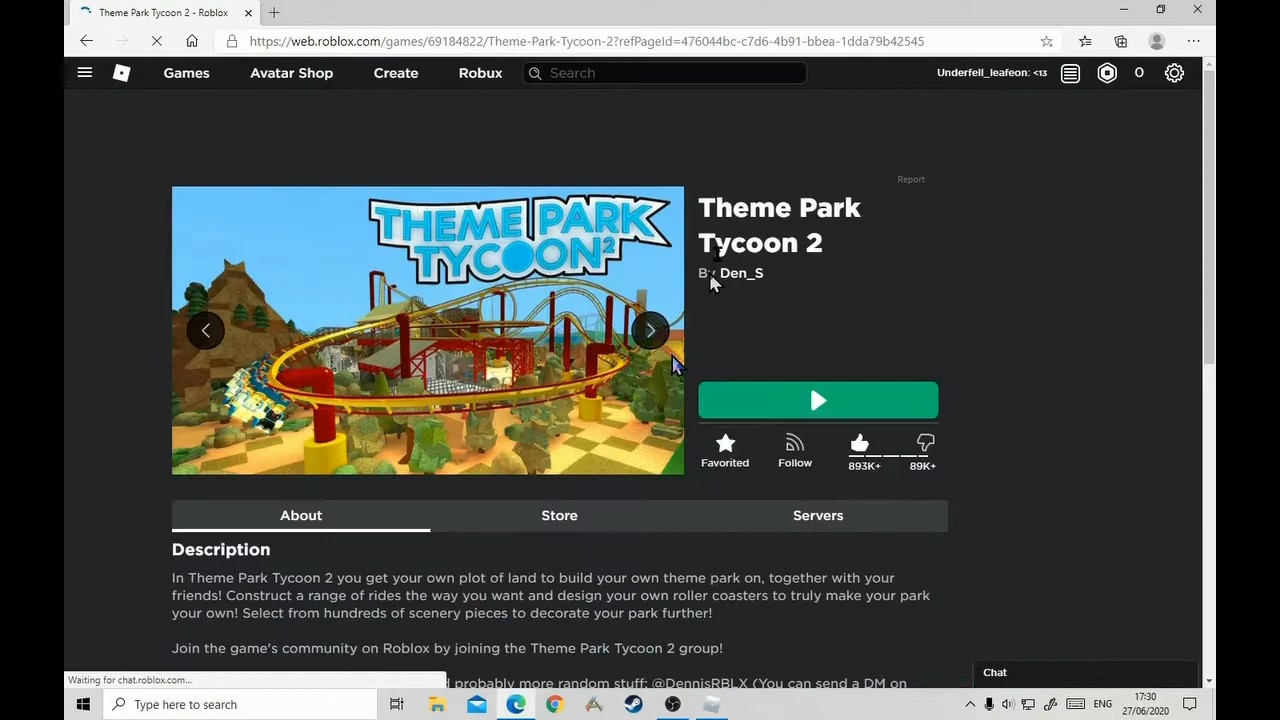 Theme Park Tycoon 2 - Roblox
https://web.roblox.com/games/69184822/Theme-Park-Tycoon-2?refPageId=476044bc-c7d6-4b91-bbea-1dda79b42545
Games Avatar Shop Create Robux Search Underfell_leafeon: <13 0
Report
THEME PARK
TYCOON 2
Theme Park
Tycoon 2
By Den_S
Favorited Follow 893K+ 89K+
About Store Servers
Description
In Theme Park Tycoon 2 you get your own plot of land to build your own theme park on, together with your
friends! Construct a range of rides the way you want and design your own roller coasters to truly make your park
your own! Select from hundreds of scenery pieces to decorate your park further!
Join the game's community on Roblox by joining the Theme Park Tycoon 2 group!
Chat
Waiting for chat.roblox.com...
probably more random stuff: @DennisRBLX (You can send a DM on
Type here to search ENG 17:30
27/06/2020